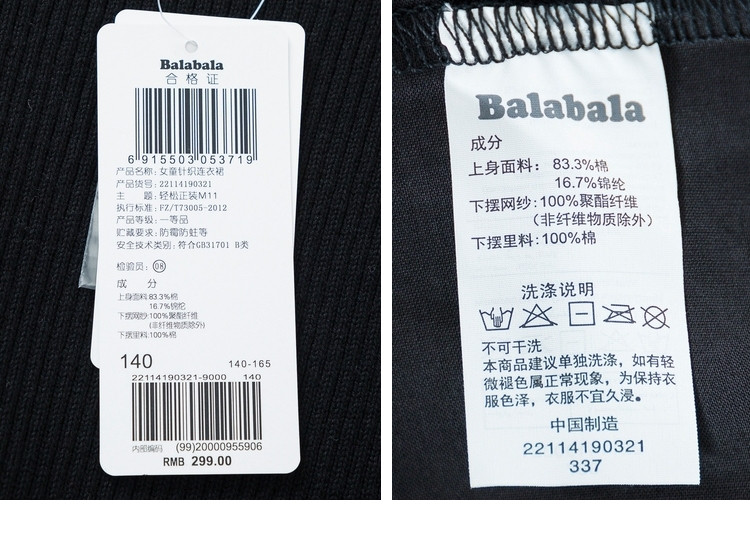 Balabala
合格证
6 915503 053719
产品名称: 女童针织连衣裙
产品货号: 22114190321
主　　题: 轻松正装M11
执行标准: FZ/T73005-2012
产品等级: 一等品
贮藏要求: 防霉防蛀等
安全技术类别: 符合GB31701 B类
检验员: 08
成　分
上身面料:83.3%棉
16.7%锦纶
下摆网纱:100%聚酯纤维
(非纤维物质除外)
下摆里料:100%棉
140 140-165
22114190321-9000 140
内部编码 (99)20000955906
RMB 299.00
Balabala
成分
上身面料: 83.3%棉
16.7%锦纶
下摆网纱:100%聚酯纤维
(非纤维物质除外)
下摆里料:100%棉
洗涤说明
不可干洗
本商品建议单独洗涤，如有轻
微褪色属正常现象，为保持衣
服色泽，衣服不宜久浸。
中国制造
22114190321
337